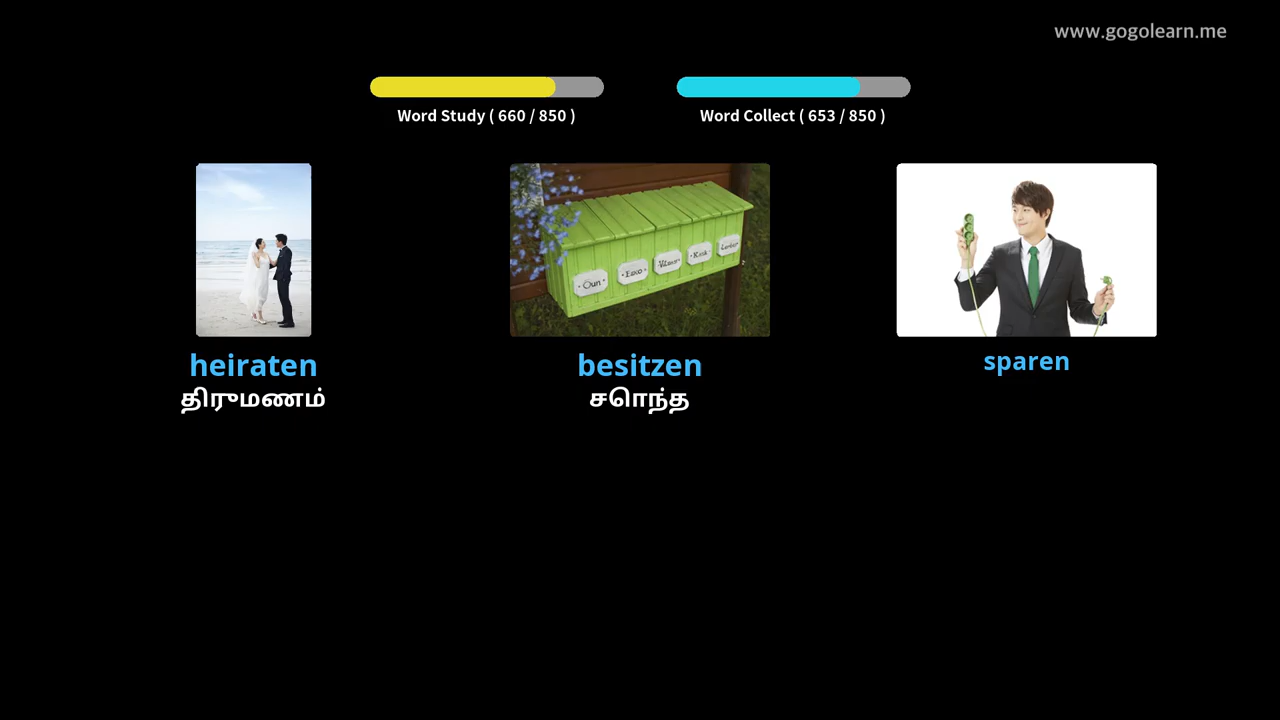 www.gogolearn.me
Word Study ( 660 / 850 )
Word Collect ( 653 / 850 )
heiraten
திருமணம்
besitzen
சொந்த
sparen